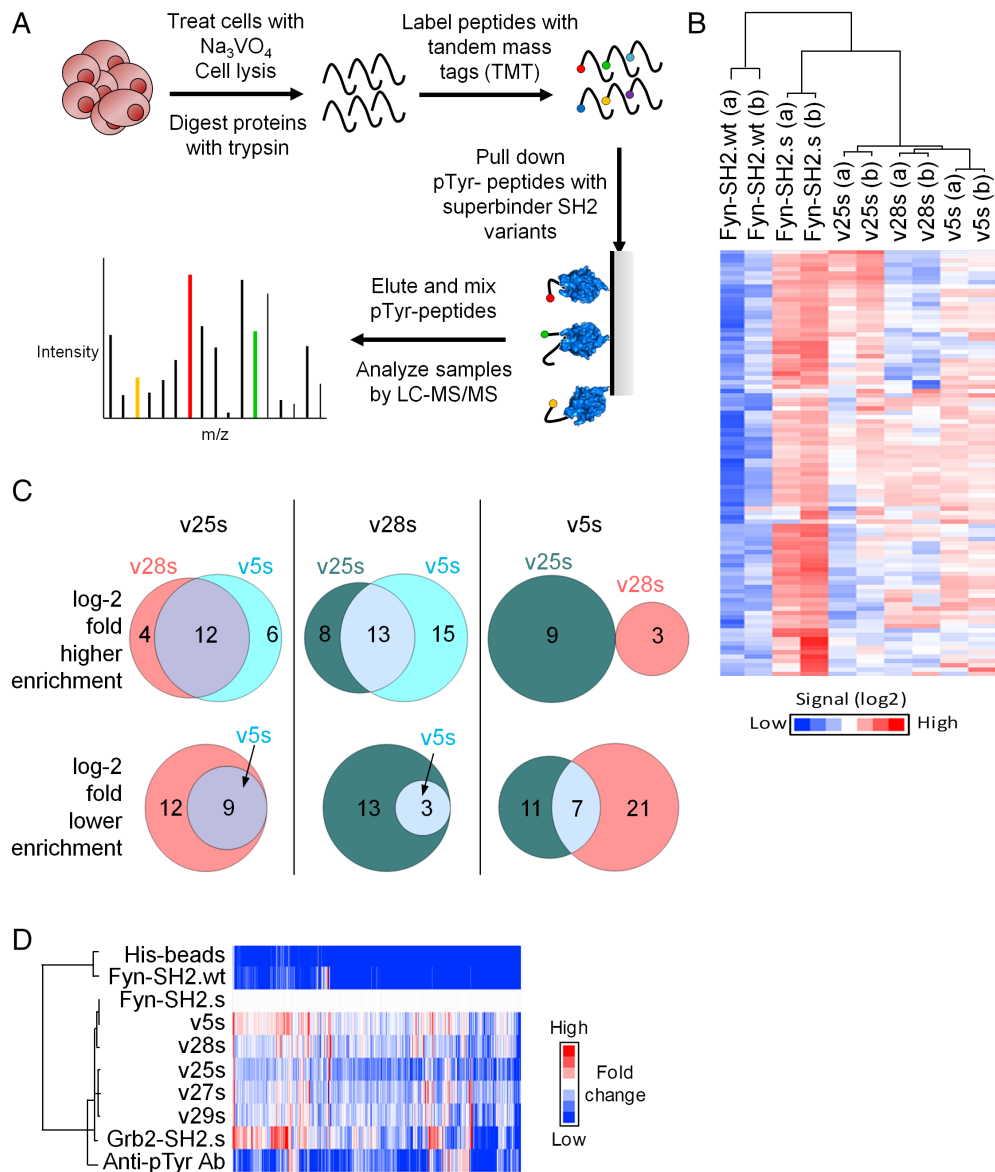 A
Treat cells with
Na3VO4
Cell lysis
Digest proteins
with trypsin
Label peptides with
tandem mass
tags (TMT)
Pull down
pTyr- peptides with
superbinder SH2
variants
Elute and mix
pTyr-peptides
Analyze samples
by LC-MS/MS
Intensity
m/z
B
Fyn-SH2.wt (a)
Fyn-SH2.wt (b)
Fyn-SH2.s (a)
Fyn-SH2.s (b)
v25s (a)
v25s (b)
v28s (a)
v28s (b)
v5s (a)
v5s (b)
Signal (log2)
Low
High
C
v25s
v28s
v5s
log-2
fold
higher
enrichment
v28s
v5s
4
12
6
v25s
v5s
8
13
15
v25s
v28s
9
3
log-2
fold
lower
enrichment
v5s
12
9
v5s
13
3
11
7
21
D
His-beads
Fyn-SH2.wt
Fyn-SH2.s
v5s
v28s
v25s
v27s
v29s
Grb2-SH2.s
Anti-pTyr Ab
High
Fold
change
Low